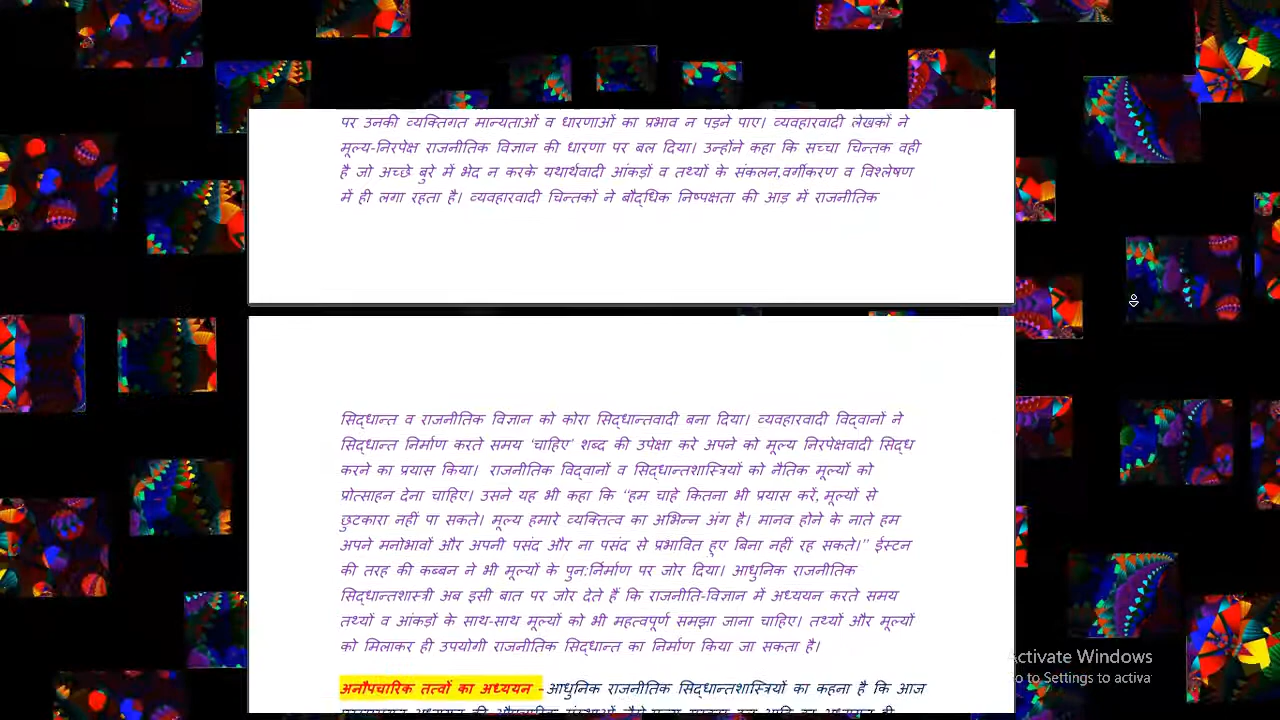 पर उनकी व्यक्तिगत मान्यताओं व धारणाओं का प्रभाव न पड़ने पाए। व्यवहारवादी लेखकों ने
मूल्य-निरपेक्ष राजनीतिक विज्ञान की धारणा पर बल दिया। उन्होंने कहा कि सच्चा चिन्तक वही
है जो अच्छे बुरे में भेद न करके यथार्थवादी आंकड़ों व तथ्यों के संकलन,वर्गीकरण व विश्लेषण
में ही लगा रहता है। व्यवहारवादी चिन्तकों ने बौद्धिक निष्पक्षता की आड़ में राजनीतिक
सिद्धान्त व राजनीतिक विज्ञान को कोरा सिद्धान्तवादी बना दिया। व्यवहारवादी विद्वानों ने
सिद्धान्त निर्माण करते समय 'चाहिए' शब्द की उपेक्षा करे अपने को मूल्य निरपेक्षवादी सिद्ध
करने का प्रयास किया। राजनीतिक विद्वानों व सिद्धान्तशास्त्रियों को नैतिक मूल्यों को
प्रोत्साहन देना चाहिए। उसने यह भी कहा कि “हम चाहे कितना भी प्रयास करें, मूल्यों से
छुटकारा नहीं पा सकते। मूल्य हमारे व्यक्तित्व का अभिन्न अंग है। मानव होने के नाते हम
अपने मनोभावों और अपनी पसंद और ना पसंद से प्रभावित हुए बिना नहीं रह सकते।” ईस्टन
की तरह की कब्बन ने भी मूल्यों के पुन:र्निर्माण पर जोर दिया। आधुनिक राजनीतिक
सिद्धान्तशास्त्री अब इसी बात पर जोर देते हैं कि राजनीति-विज्ञान में अध्ययन करते समय
तथ्यों व आंकड़ों के साथ-साथ मूल्यों को भी महत्वपूर्ण समझा जाना चाहिए। तथ्यों और मूल्यों
को मिलाकर ही उपयोगी राजनीतिक सिद्धान्त का निर्माण किया जा सकता है।
Activate Windows
o to Settings to activa
अनौपचारिक तत्वों का अध्ययन -आधुनिक राजनीतिक सिद्धान्तशास्त्रियों का कहना है कि आज